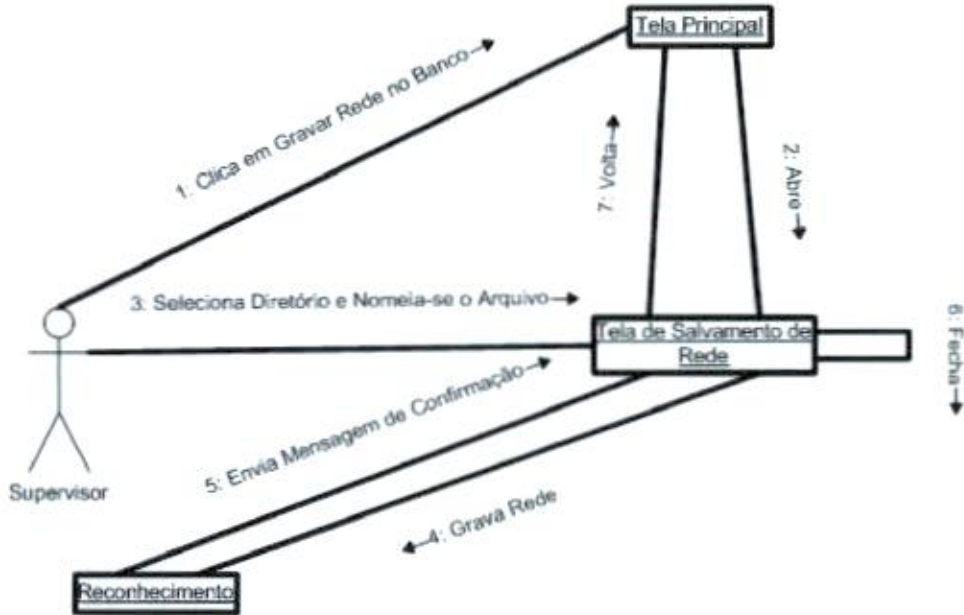 Tela Principal
1: Clica em Gravar Rede no Banco
7: Volta
2: Abre
3: Seleciona Diretório e Nomeia-se o Arquivo
Tela de Salvamento de
Rede
6: Fecha
5: Envia Mensagem de Confirmação
Supervisor
4: Grava Rede
Reconhecimento